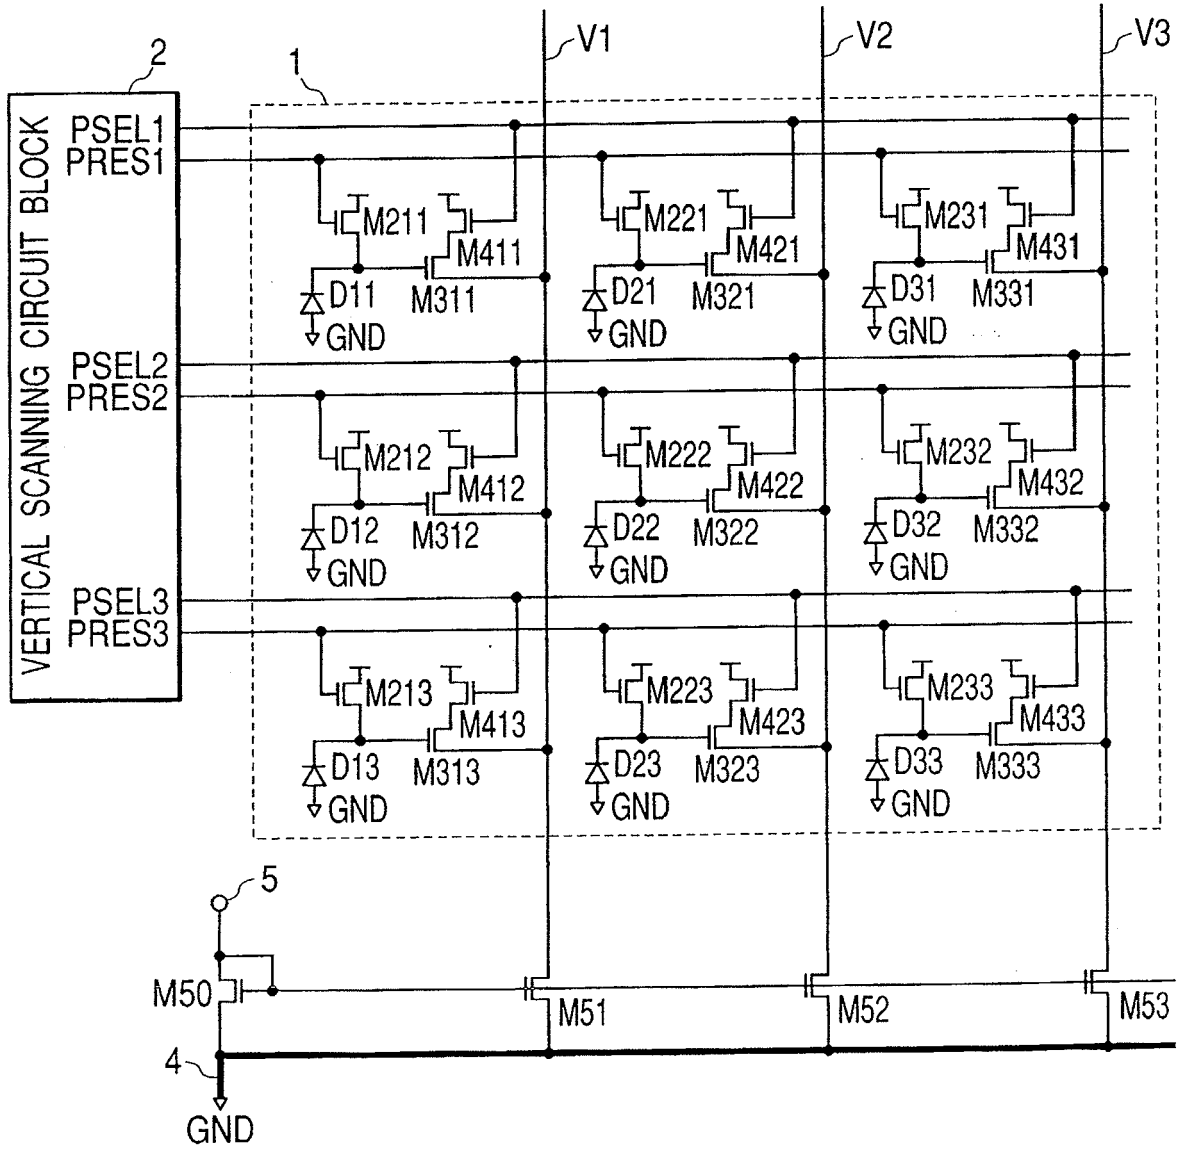 V1
V2
V3
2
1
VERTICAL SCANNING CIRCUIT BLOCK
PSEL1
PRES1
M211
M411
M221
M421
M231
M431
D11
M311
D21
M321
D31
M331
GND
GND
GND
PSEL2
PRES2
M212
M412
M222
M422
M232
M432
D12
M312
D22
M322
D32
M332
GND
GND
GND
PSEL3
PRES3
M213
M413
M223
M423
M233
M433
D13
M313
D23
M323
D33
M333
GND
GND
GND
5
M50
M51
M52
M53
4
GND